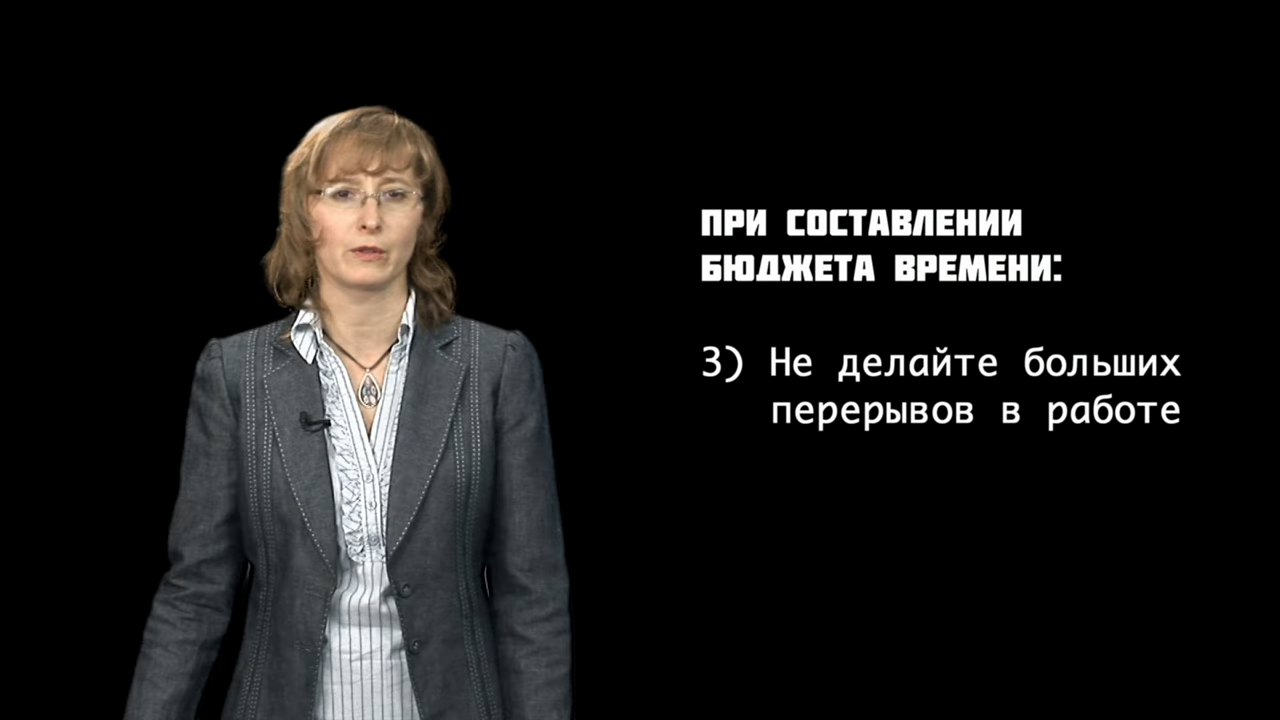 ПРИ СОСТАВЛЕНИИ
БЮДЖЕТА ВРЕМЕНИ:
3) Не делайте больших
перерывов в работе